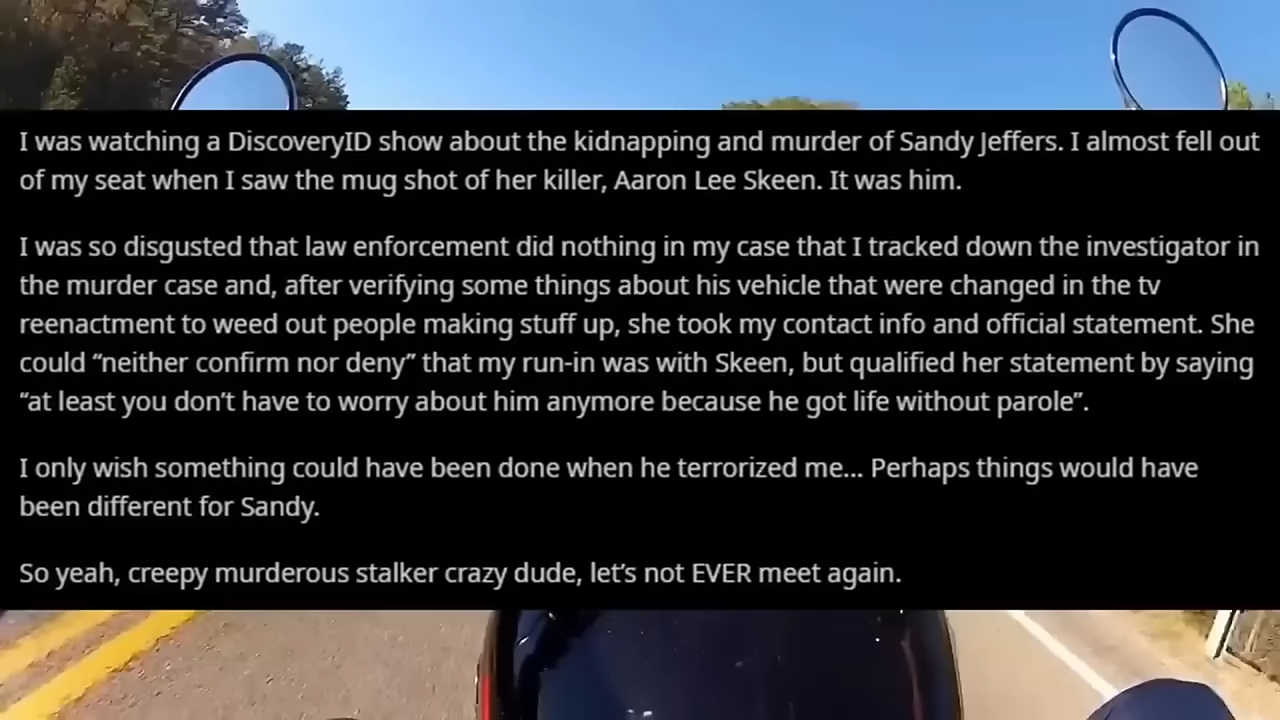 I was watching a DiscoveryID show about the kidnapping and murder of Sandy Jeffers. I almost fell out
of my seat when I saw the mug shot of her killer, Aaron Lee Skeen. It was him.
I was so disgusted that law enforcement did nothing in my case that I tracked down the investigator in
the murder case and, after verifying some things about his vehicle that were changed in the tv
reenactment to weed out people making stuff up, she took my contact info and official statement. She
could “neither confirm nor deny” that my run-in was with Skeen, but qualified her statement by saying
“at least you don’t have to worry about him anymore because he got life without parole”.
I only wish something could have been done when he terrorized me... Perhaps things would have
been different for Sandy.
So yeah, creepy murderous stalker crazy dude, let’s not EVER meet again.